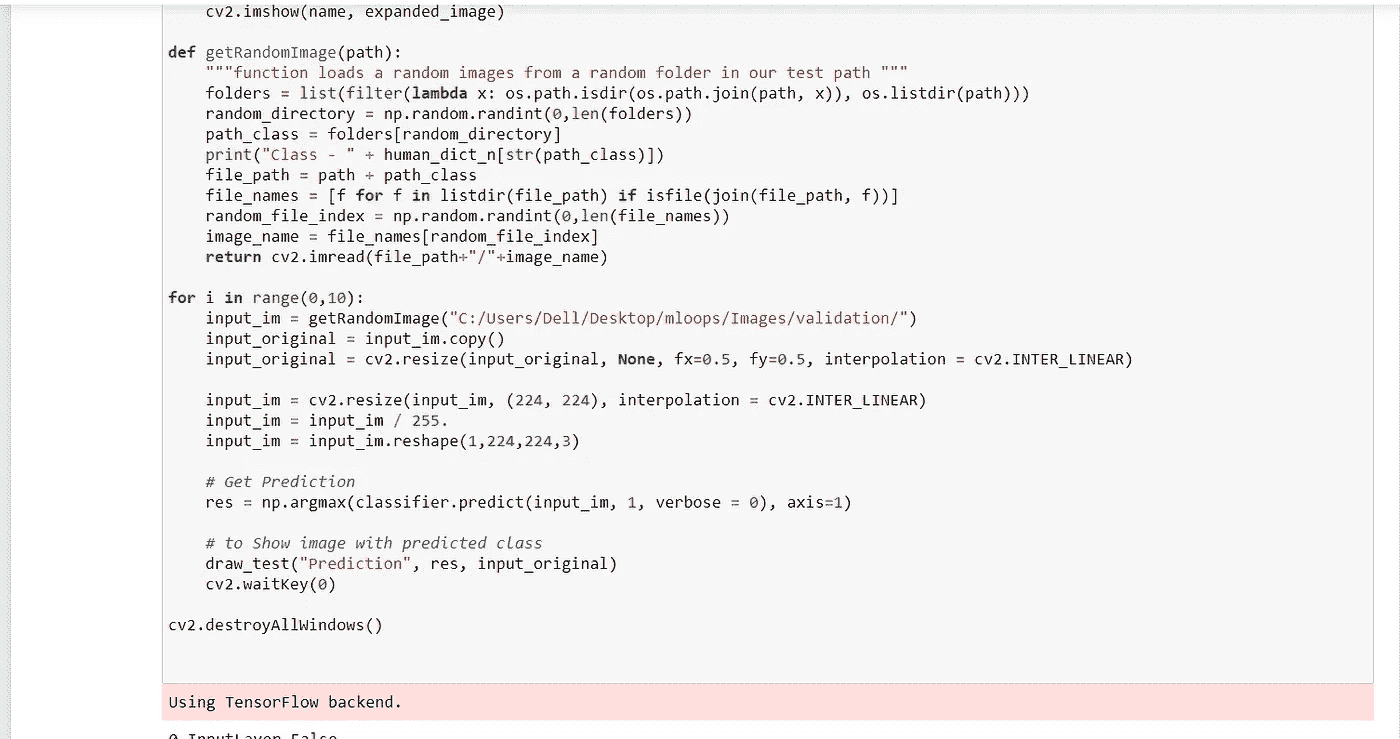 cv2.imshow(name, expanded_image)
def getRandomImage(path):
    """function loads a random images from a random folder in our test path """
    folders = list(filter(lambda x: os.path.isdir(os.path.join(path, x)), os.listdir(path)))
    random_directory = np.random.randint(0,len(folders))
    path_class = folders[random_directory]
    print("Class - " + human_dict_n[str(path_class)])
    file_path = path + path_class
    file_names = [f for f in listdir(file_path) if isfile(join(file_path, f))]
    random_file_index = np.random.randint(0,len(file_names))
    image_name = file_names[random_file_index]
    return cv2.imread(file_path+"/"+image_name)
for i in range(0,10):
    input_im = getRandomImage("C:/Users/Dell/Desktop/mloops/Images/validation/")
    input_original = input_im.copy()
    input_original = cv2.resize(input_original, None, fx=0.5, fy=0.5, interpolation = cv2.INTER_LINEAR)
    input_im = cv2.resize(input_im, (224, 224), interpolation = cv2.INTER_LINEAR)
    input_im = input_im / 255.
    input_im = input_im.reshape(1,224,224,3)
    # Get Prediction
    res = np.argmax(classifier.predict(input_im, 1, verbose = 0), axis=1)
    # to Show image with predicted class
    draw_test("Prediction", res, input_original)
    cv2.waitKey(0)
cv2.destroyAllWindows()
Using TensorFlow backend.
0 InputLayer False